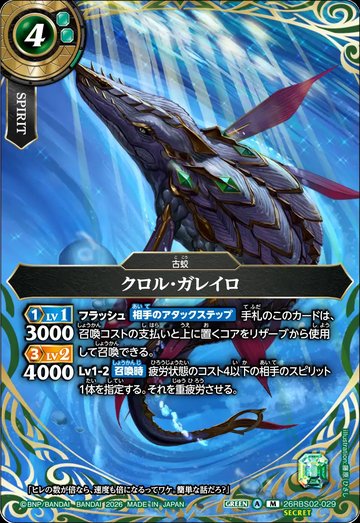 4
SPIRIT
ことう
古蛟
クロル・ガレイロ
1 LV1 3000
フラッシュ 相手のアタックステップ 手札のこのカードは、
召喚コストの支払いと上に置くコアをリザーブから使用
して召喚できる。
3 LV2 4000
Lv1-2 召喚時 疲労状態のコスト4以下の相手のスピリット
1体を指定する。それを重疲労させる。
「ヒレの数が倍なら、速度も倍になるってワケ。簡単な話だろ？」
©BNP/BANDAI BANDAI 2026 MADE IN JAPAN
GREEN A M 26RBS02-029
SECRET